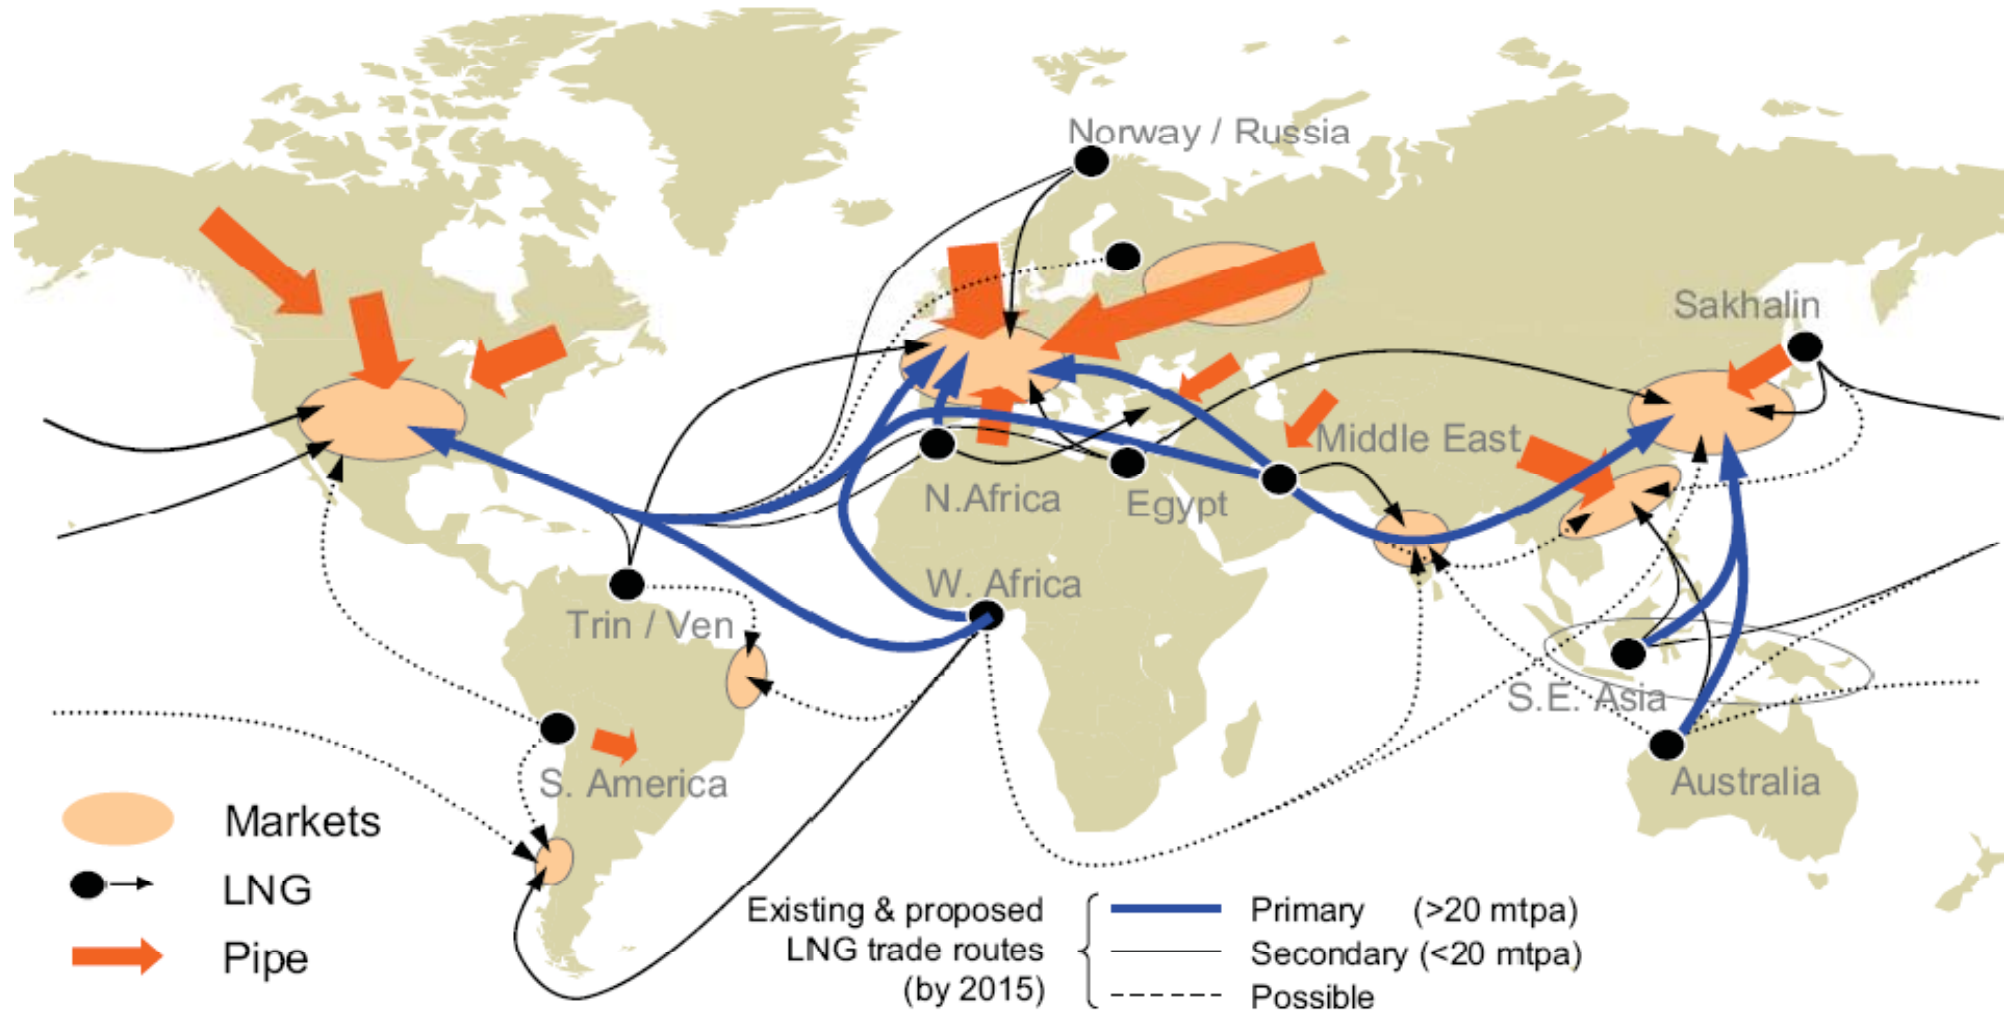 Norway / Russia
Sakhalin
Middle East
N.Africa
Egypt
W. Africa
Trin / Ven
S.E. Asia
S. America
Australia
Markets
LNG
Pipe
Existing & proposed
LNG trade routes
(by 2015)
Primary (>20 mtpa)
Secondary (<20 mtpa)
Possible